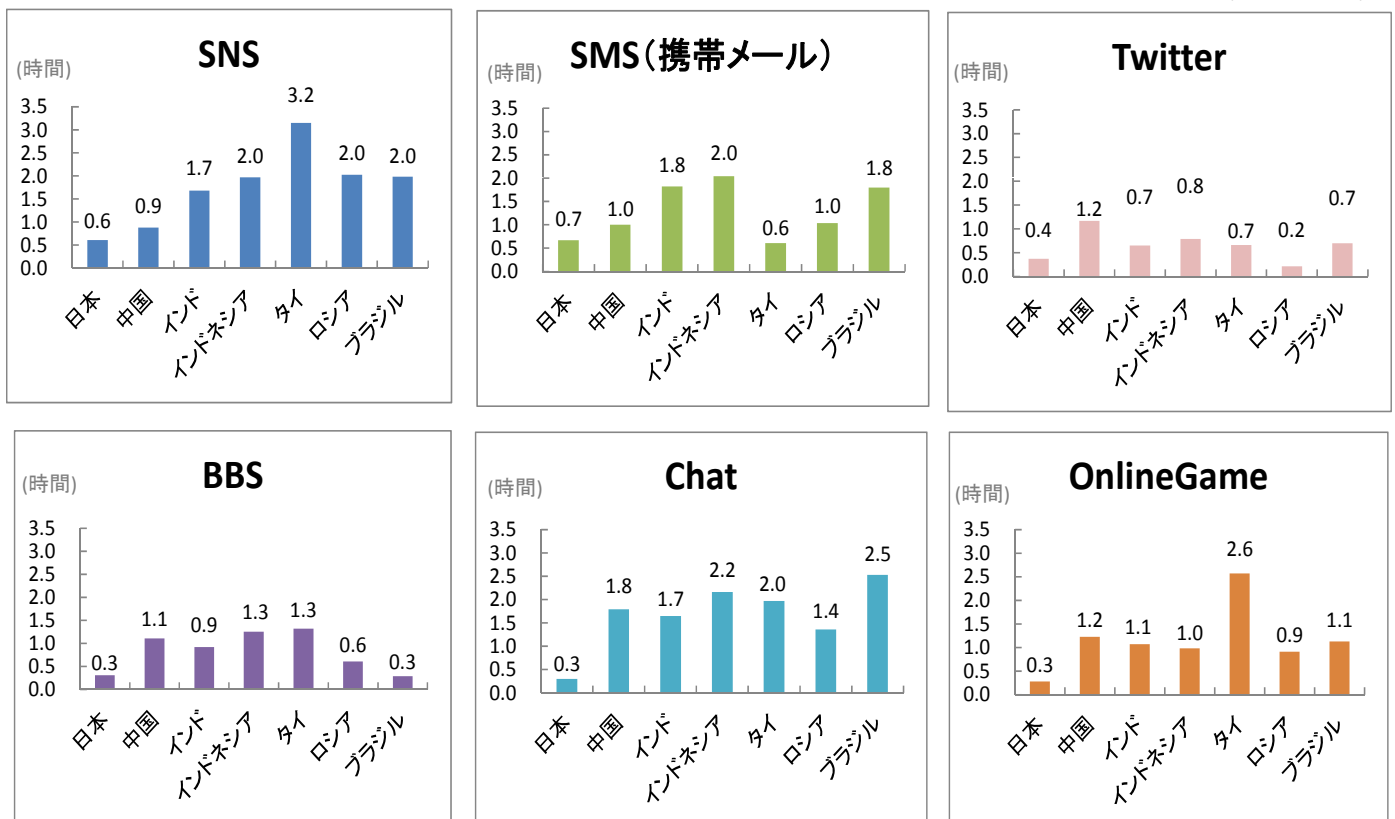 SNS
(時間)
3.5
3.0
2.5
2.0
1.5
1.0
0.5
0.0
0.6
0.9
1.7
2.0
3.2
2.0
2.0
日本
中国
インド
インドネシア
タイ
ロシア
ブラジル
SMS(携帯メール)
(時間)
3.5
3.0
2.5
2.0
1.5
1.0
0.5
0.0
0.7
1.0
1.8
2.0
0.6
1.0
1.8
日本
中国
インド
インドネシア
タイ
ロシア
ブラジル
Twitter
(時間)
3.5
3.0
2.5
2.0
1.5
1.0
0.5
0.0
0.4
1.2
0.7
0.8
0.7
0.2
0.7
日本
中国
インド
インドネシア
タイ
ロシア
ブラジル
BBS
(時間)
3.5
3.0
2.5
2.0
1.5
1.0
0.5
0.0
0.3
1.1
0.9
1.3
1.3
0.6
0.3
日本
中国
インド
インドネシア
タイ
ロシア
ブラジル
Chat
(時間)
3.5
3.0
2.5
2.0
1.5
1.0
0.5
0.0
0.3
1.8
1.7
2.2
2.0
1.4
2.5
日本
中国
インド
インドネシア
タイ
ロシア
ブラジル
OnlineGame
(時間)
3.5
3.0
2.5
2.0
1.5
1.0
0.5
0.0
0.3
1.2
1.1
1.0
2.6
0.9
1.1
日本
中国
インド
インドネシア
タイ
ロシア
ブラジル